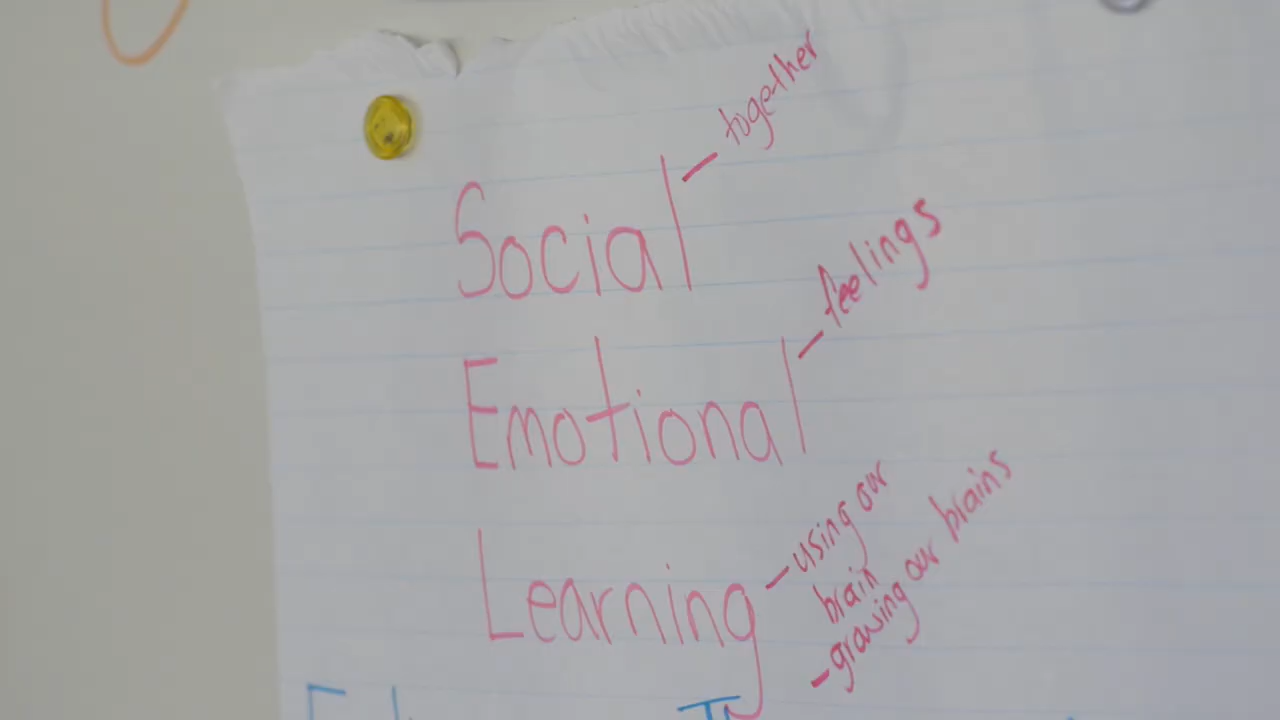 Social - together
Emotional - feelings
Learning - using our
brain
- growing our brains